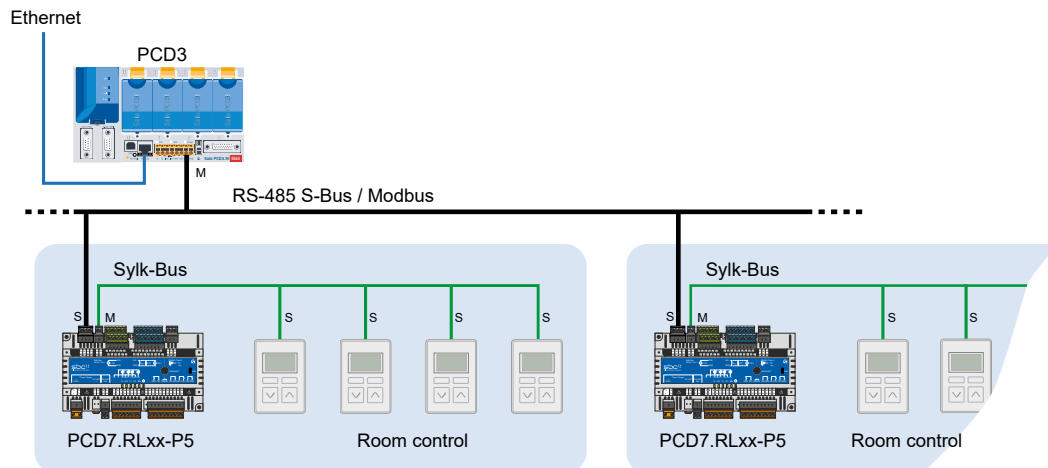 Ethernet
PCD3
M
RS-485 S-Bus / Modbus
Sylk-Bus
S
M
S
S
S
S
PCD7.RLxx-P5
Room control
Sylk-Bus
S
M
S
S
PCD7.RLxx-P5
Room control